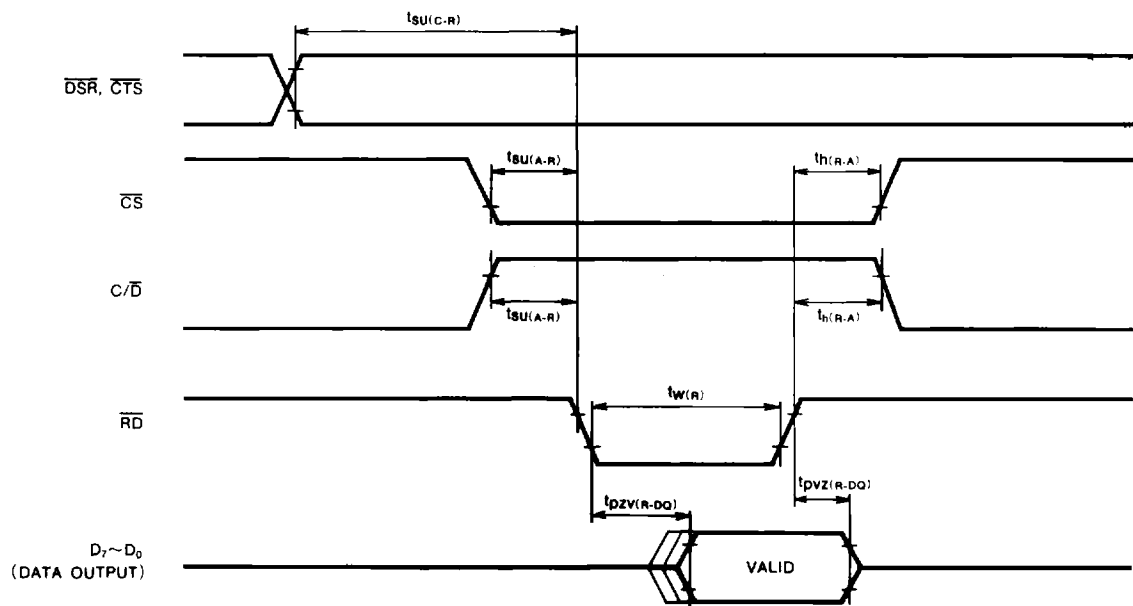 tsu(C-R)
DSR, CTS
tsu(A-R)
th(R-A)
CS
C/D
tsu(A-R)
th(R-A)
tw(R)
RD
tPZV(R-DQ)
tPVZ(R-DQ)
D7~D0
(DATA OUTPUT)
VALID